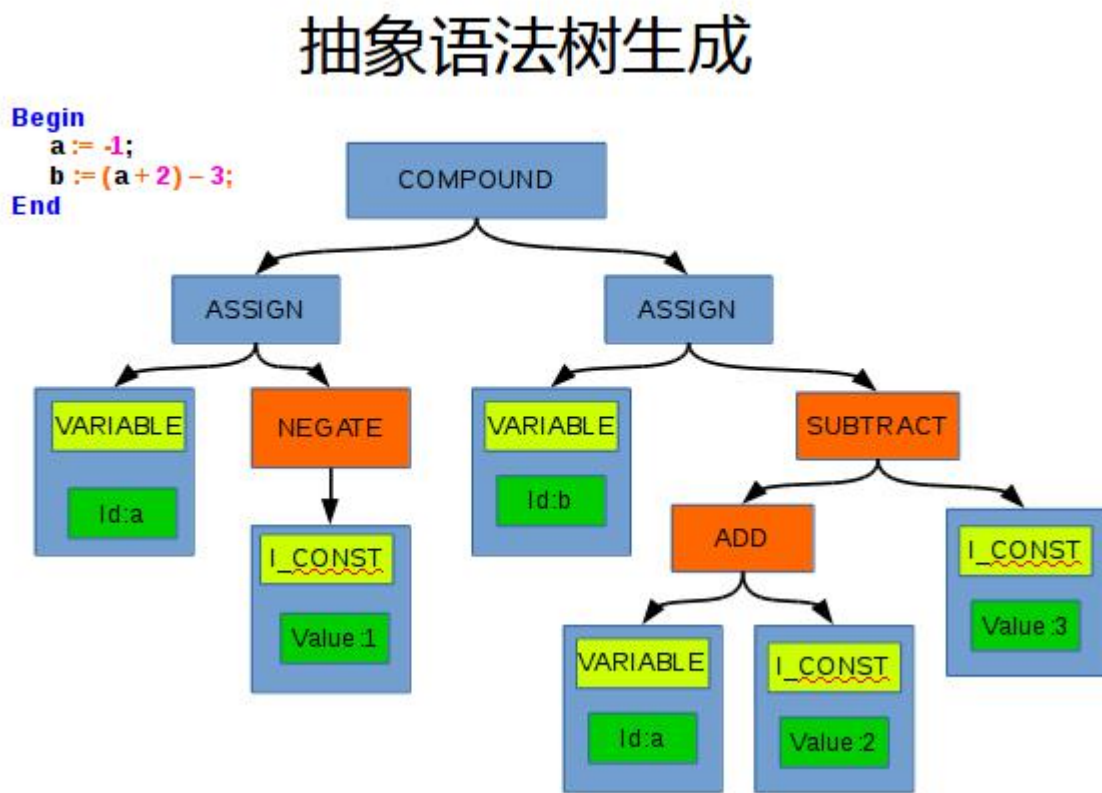 抽象语法树生成
Begin
a := -1;
b := (a + 2) – 3;
End
COMPOUND
ASSIGN
ASSIGN
VARIABLE
Id:a
NEGATE
I_CONST
Value:1
VARIABLE
Id:b
SUBTRACT
ADD
I_CONST
Value:3
VARIABLE
Id:a
I_CONST
Value:2